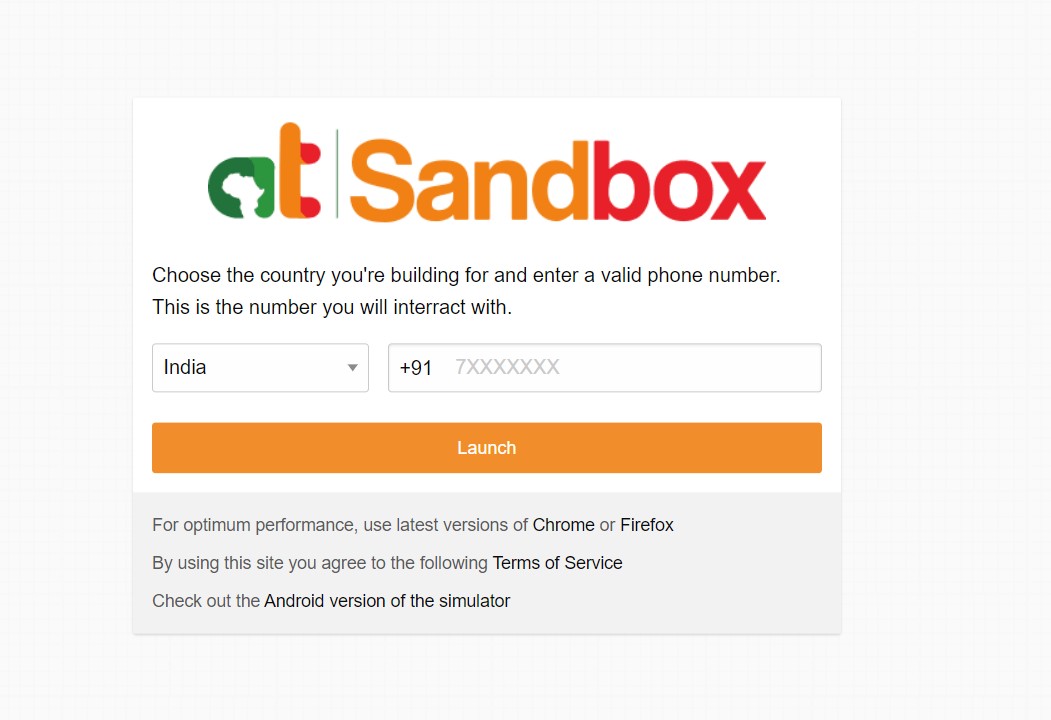 at Sandbox
Choose the country you're building for and enter a valid phone number.
This is the number you will interract with.
India +91 7XXXXXXX
Launch
For optimum performance, use latest versions of Chrome or Firefox
By using this site you agree to the following Terms of Service
Check out the Android version of the simulator